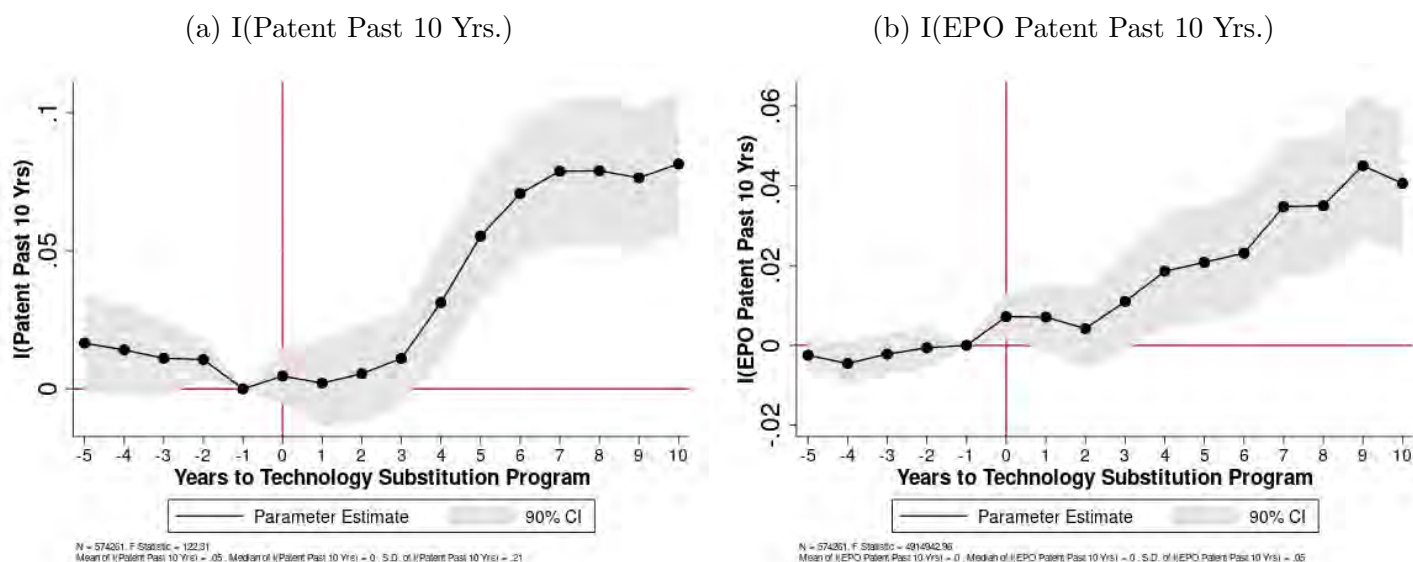 (a) I(Patent Past 10 Yrs.)
I(Patent Past 10 Yrs)
.1
.05
0
-5 -4 -3 -2 -1 0 1 2 3 4 5 6 7 8 9 10
Years to Technology Substitution Program
Parameter Estimate 90% CI
N = 574261, F Statistic = 122.31
Mean of I(Patent Past 10 Yrs) = .05 , Median of I(Patent Past 10 Yrs) = 0 , S.D. of I(Patent Past 10 Yrs) = .21
(b) I(EPO Patent Past 10 Yrs.)
I(EPO Patent Past 10 Yrs)
.06
.04
.02
0
-.02
-5 -4 -3 -2 -1 0 1 2 3 4 5 6 7 8 9 10
Years to Technology Substitution Program
Parameter Estimate 90% CI
N = 574261, F Statistic = 4914942.96
Mean of I(EPO Patent Past 10 Yrs) = 0 , Median of I(EPO Patent Past 10 Yrs) = 0 , S.D. of I(EPO Patent Past 10 Yrs) = .05